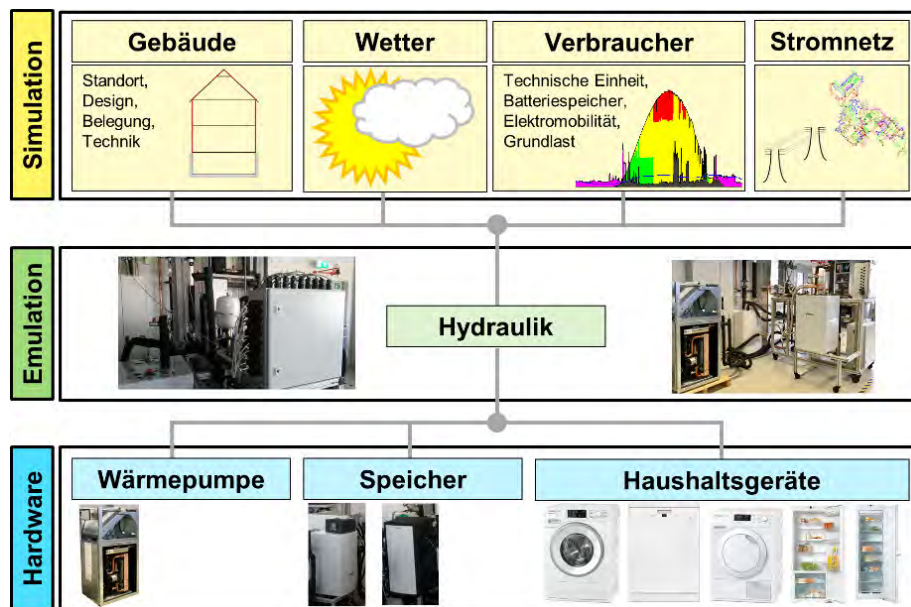 Simulation
Gebäude
Standort,
Design,
Belegung,
Technik
Wetter
Verbraucher
Technische Einheit,
Batteriespeicher,
Elektromobilität,
Grundlast
Stromnetz
Emulation
Hydraulik
Hardware
Wärmepumpe
Speicher
Haushaltsgeräte